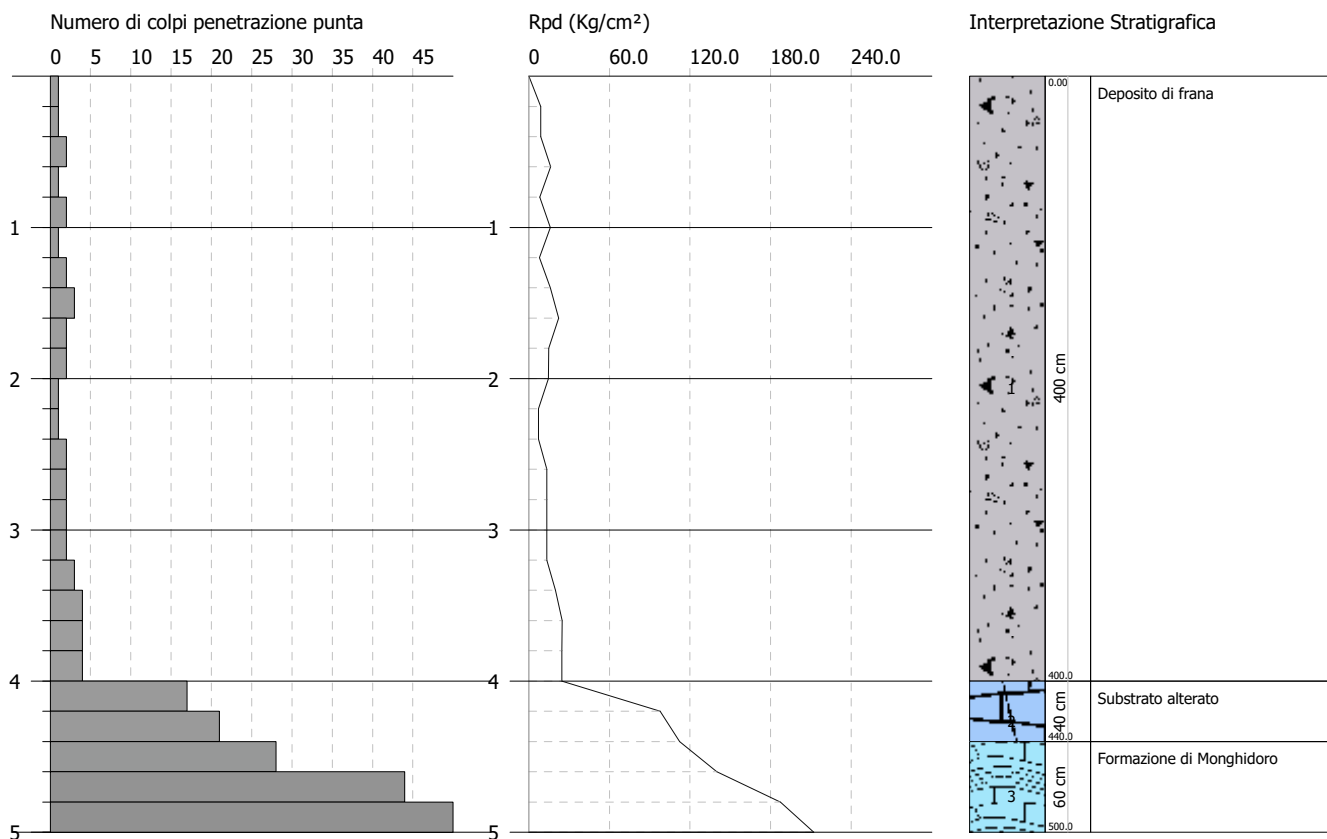 Numero di colpi penetrazione punta
Rpd (Kg/cm²)
Interpretazione Stratigrafica
0 5 10 15 20 25 30 35 40 45
0 60.0 120.0 180.0 240.0
0.00
Deposito di frana
1 1
2 2
400 cm
1
3 3
4 4
400.0
Substrato alterato
2
40 cm
440.0
Formazione di Monghidoro
3
60 cm
500.0
5 5